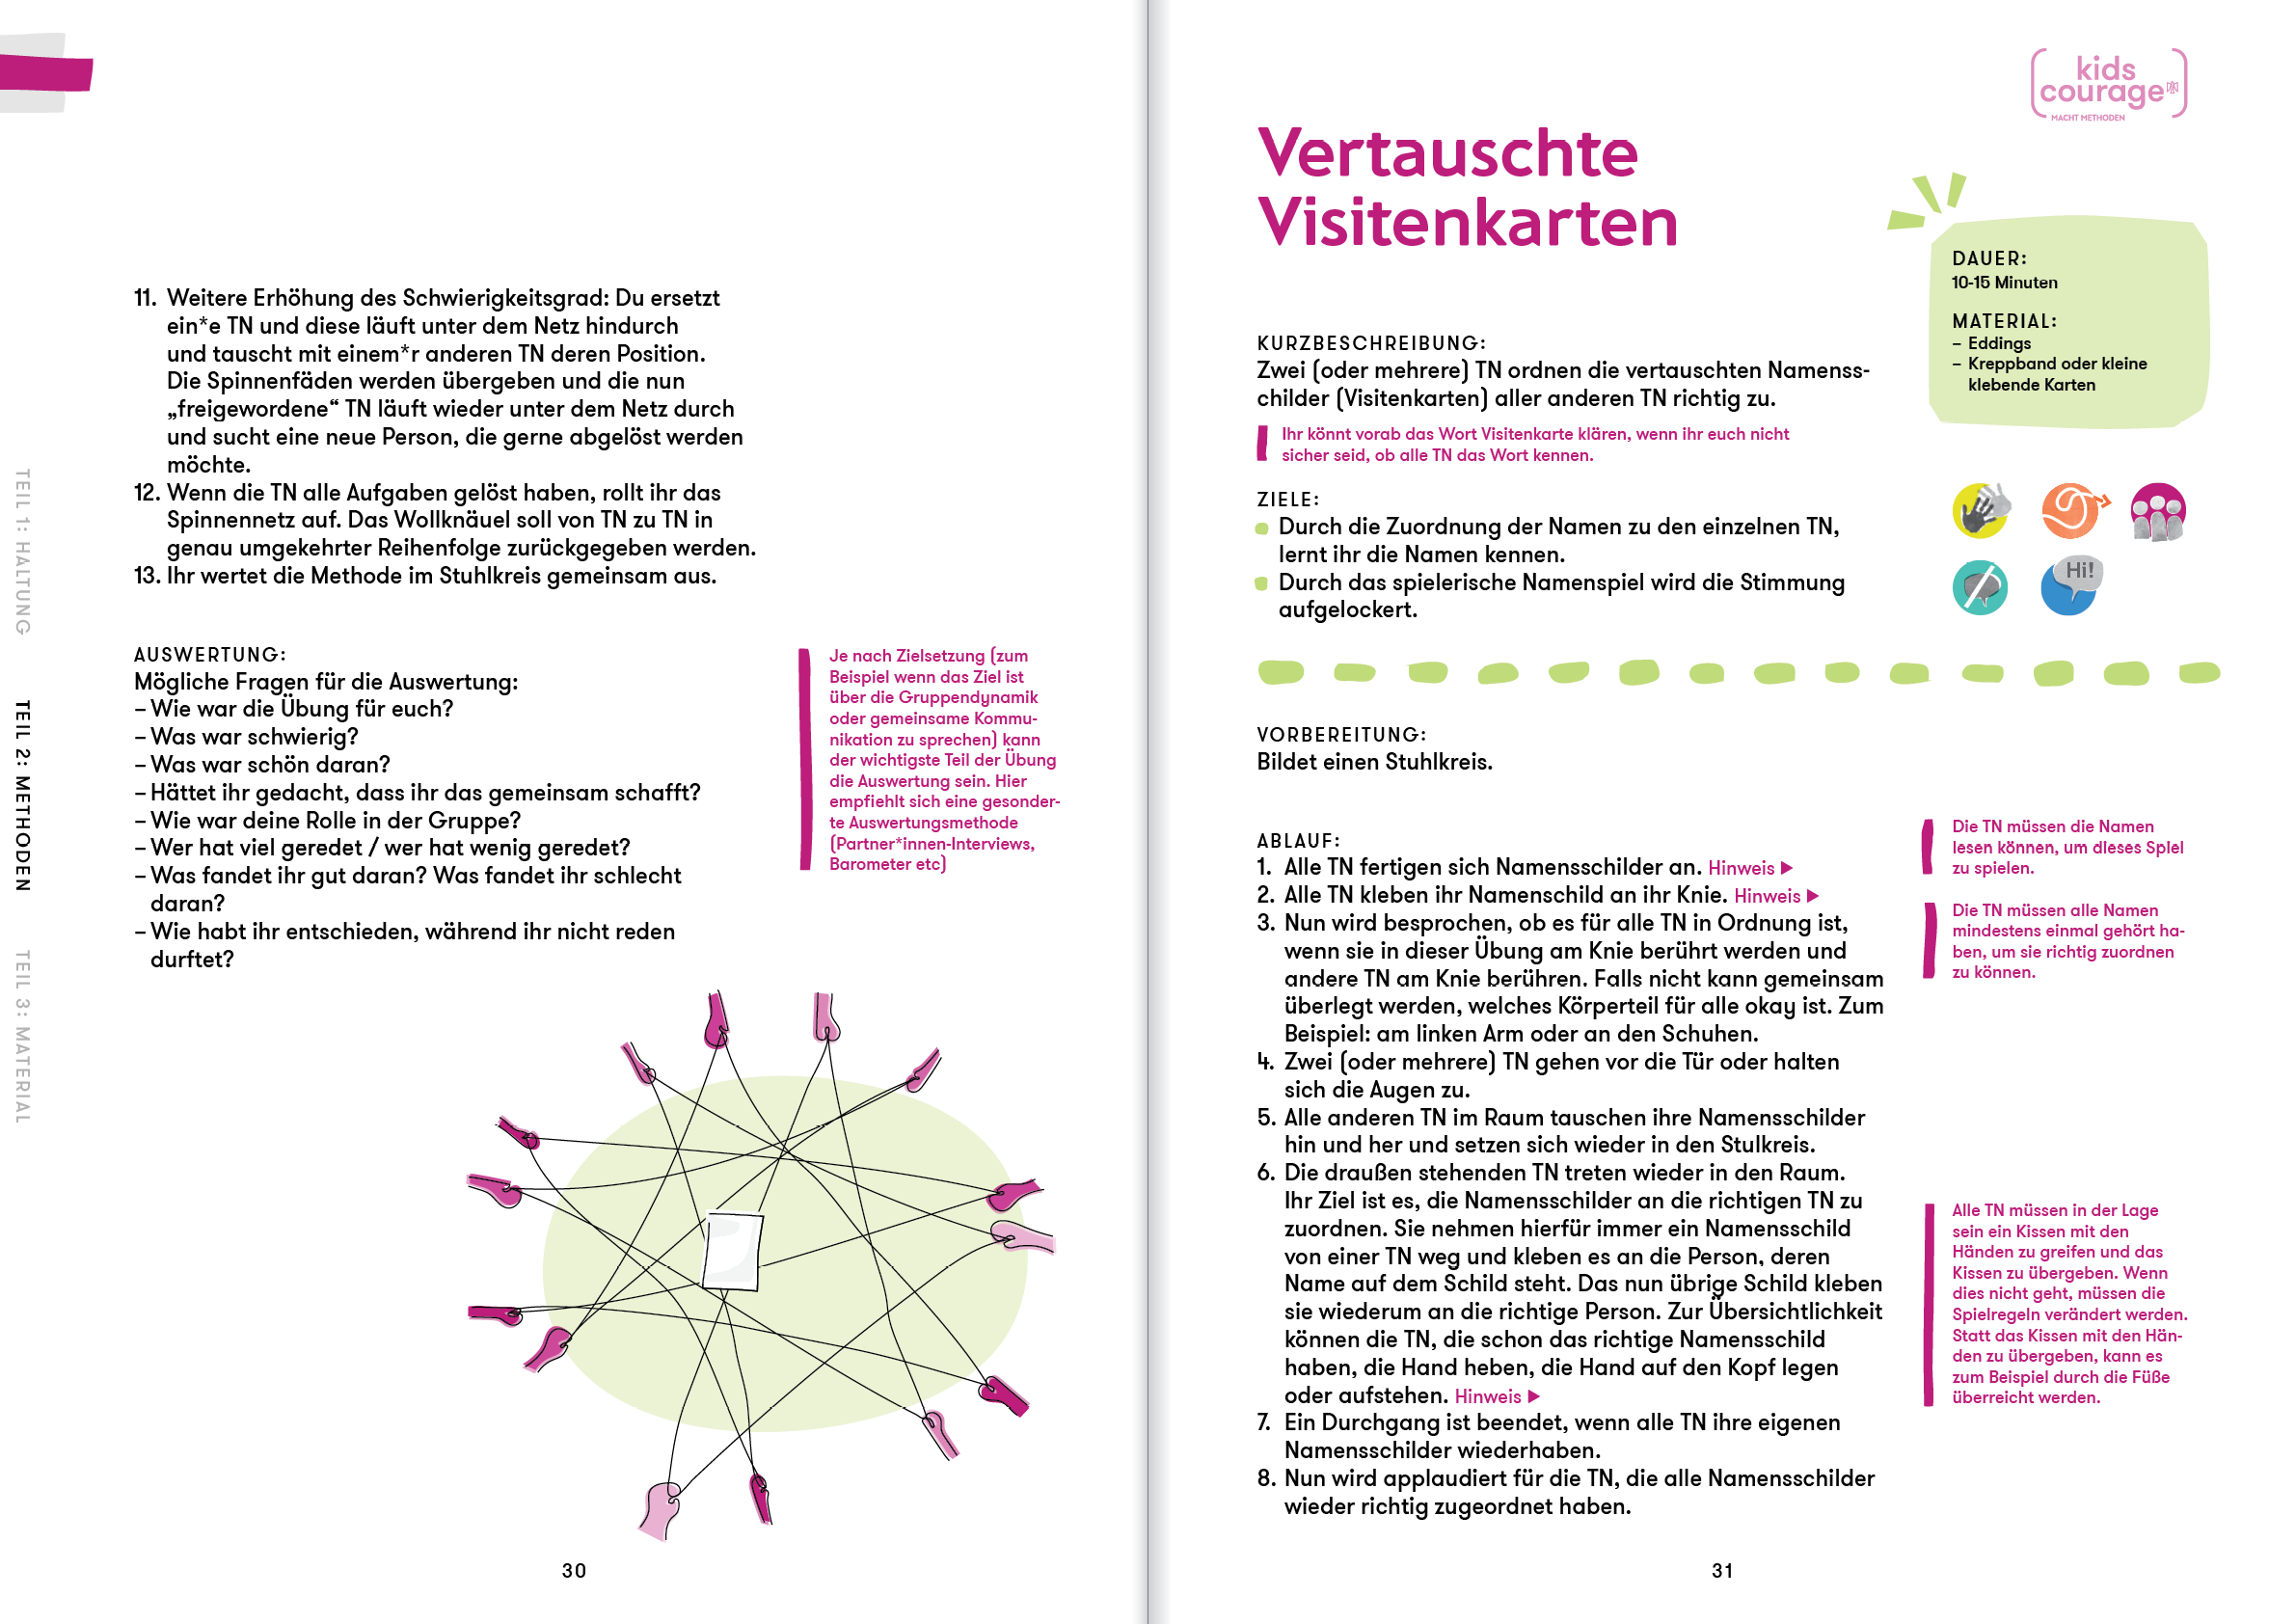 TEIL 1: HALTUNG
TEIL 2: METHODEN
TEIL 3: MATERIAL
11. Weitere Erhöhung des Schwierigkeitsgrad: Du ersetzt
ein*e TN und diese läuft unter dem Netz hindurch
und tauscht mit einem*r anderen TN deren Position.
Die Spinnenfäden werden übergeben und die nun
„freigewordene“ TN läuft wieder unter dem Netz durch
und sucht eine neue Person, die gerne abgelöst werden
möchte.
12. Wenn die TN alle Aufgaben gelöst haben, rollt ihr das
Spinnennetz auf. Das Wollknäuel soll von TN zu TN in
genau umgekehrter Reihenfolge zurückgegeben werden.
13. Ihr wertet die Methode im Stuhlkreis gemeinsam aus.
AUSWERTUNG:
Mögliche Fragen für die Auswertung:
– Wie war die Übung für euch?
– Was war schwierig?
– Was war schön daran?
– Hättet ihr gedacht, dass ihr das gemeinsam schafft?
– Wie war deine Rolle in der Gruppe?
– Wer hat viel geredet / wer hat wenig geredet?
– Was fandet ihr gut daran? Was fandet ihr schlecht
daran?
– Wie habt ihr entschieden, während ihr nicht reden
durftet?
Je nach Zielsetzung (zum
Beispiel wenn das Ziel ist
über die Gruppendynamik
oder gemeinsame Kommu-
nikation zu sprechen) kann
der wichtigste Teil der Übung
die Auswertung sein. Hier
empfiehlt sich eine gesonder-
te Auswertungsmethode
(Partner*innen-Interviews,
Barometer etc)
30
kids
courage
MACHT METHODEN
Vertauschte
Visitenkarten
DAUER:
10-15 Minuten
MATERIAL:
– Eddings
– Kreppband oder kleine
klebende Karten
KURZBESCHREIBUNG:
Zwei (oder mehrere) TN ordnen die vertauschten Namenss-
childer (Visitenkarten) aller anderen TN richtig zu.
Ihr könnt vorab das Wort Visitenkarte klären, wenn ihr euch nicht
sicher seid, ob alle TN das Wort kennen.
ZIELE:
Durch die Zuordnung der Namen zu den einzelnen TN,
lernt ihr die Namen kennen.
Durch das spielerische Namenspiel wird die Stimmung
aufgelockert.
Hi!
VORBEREITUNG:
Bildet einen Stuhlkreis.
ABLAUF:
1. Alle TN fertigen sich Namensschilder an. Hinweis ▶
2. Alle TN kleben ihr Namenschild an ihr Knie. Hinweis ▶
3. Nun wird besprochen, ob es für alle TN in Ordnung ist,
wenn sie in dieser Übung am Knie berührt werden und
andere TN am Knie berühren. Falls nicht kann gemeinsam
überlegt werden, welches Körperteil für alle okay ist. Zum
Beispiel: am linken Arm oder an den Schuhen.
4. Zwei (oder mehrere) TN gehen vor die Tür oder halten
sich die Augen zu.
5. Alle anderen TN im Raum tauschen ihre Namensschilder
hin und her und setzen sich wieder in den Stulkreis.
6. Die draußen stehenden TN treten wieder in den Raum.
Ihr Ziel ist es, die Namensschilder an die richtigen TN zu
zuordnen. Sie nehmen hierfür immer ein Namensschild
von einer TN weg und kleben es an die Person, deren
Name auf dem Schild steht. Das nun übrige Schild kleben
sie wiederum an die richtige Person. Zur Übersichtlichkeit
können die TN, die schon das richtige Namensschild
haben, die Hand heben, die Hand auf den Kopf legen
oder aufstehen. Hinweis ▶
7. Ein Durchgang ist beendet, wenn alle TN ihre eigenen
Namensschilder wiederhaben.
8. Nun wird applaudiert für die TN, die alle Namensschilder
wieder richtig zugeordnet haben.
Die TN müssen die Namen
lesen können, um dIeses SpIel
zu spielen.
Die TN müssen alle Namen
mindestens einmal gehört ha-
ben, um sie richtig zuordnen
zu können.
Alle TN müssen in der Lage
sein ein Kissen mit den
Händen zu greifen und das
Kissen zu übergeben. Wenn
dies nicht geht, müssen die
Spielregeln verändert werden.
Statt das Kissen mit den Hän-
den zu übergeben, kann es
zum Beispiel durch die Füße
überreicht werden.
31